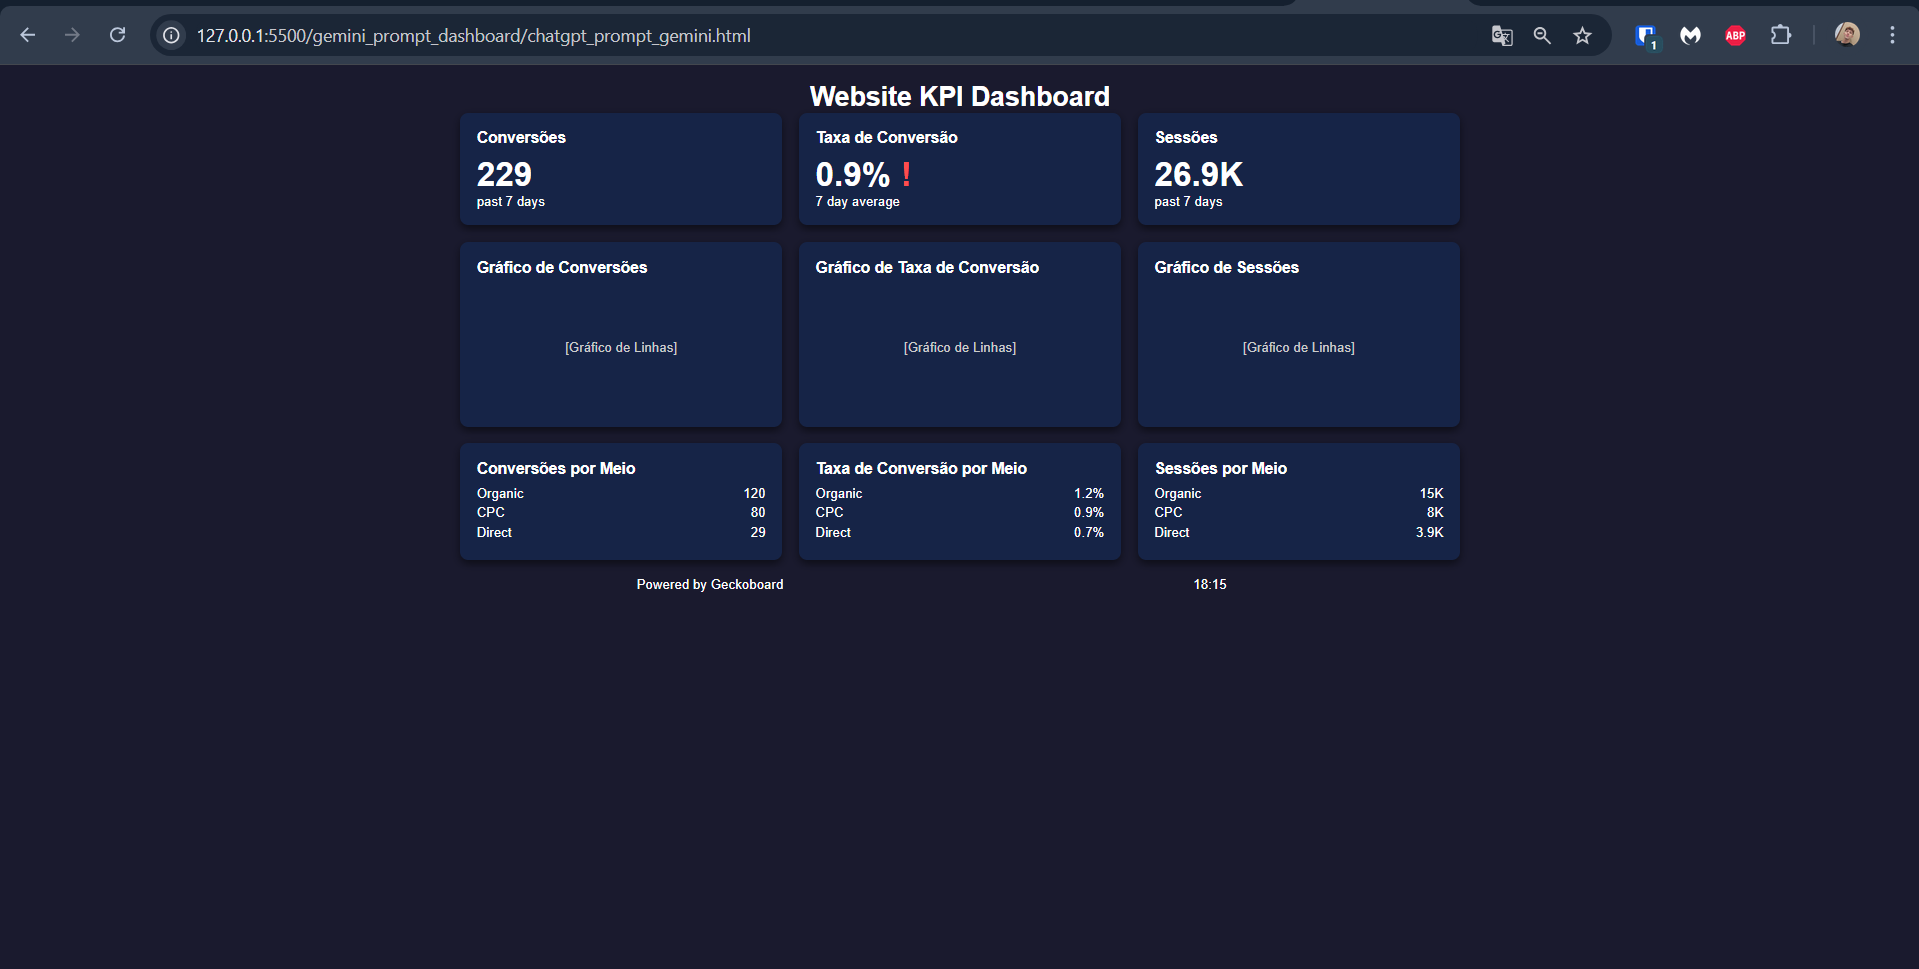 127.0.0.1:5500/gemini_prompt_dashboard/chatgpt_prompt_gemini.html
1
ABP
Website KPI Dashboard
Conversões
229
past 7 days
Taxa de Conversão
0.9% !
7 day average
Sessões
26.9K
past 7 days
Gráfico de Conversões
[Gráfico de Linhas]
Gráfico de Taxa de Conversão
[Gráfico de Linhas]
Gráfico de Sessões
[Gráfico de Linhas]
Conversões por Meio
Organic 120
CPC 80
Direct 29
Taxa de Conversão por Meio
Organic 1.2%
CPC 0.9%
Direct 0.7%
Sessões por Meio
Organic 15K
CPC 8K
Direct 3.9K
Powered by Geckoboard
18:15